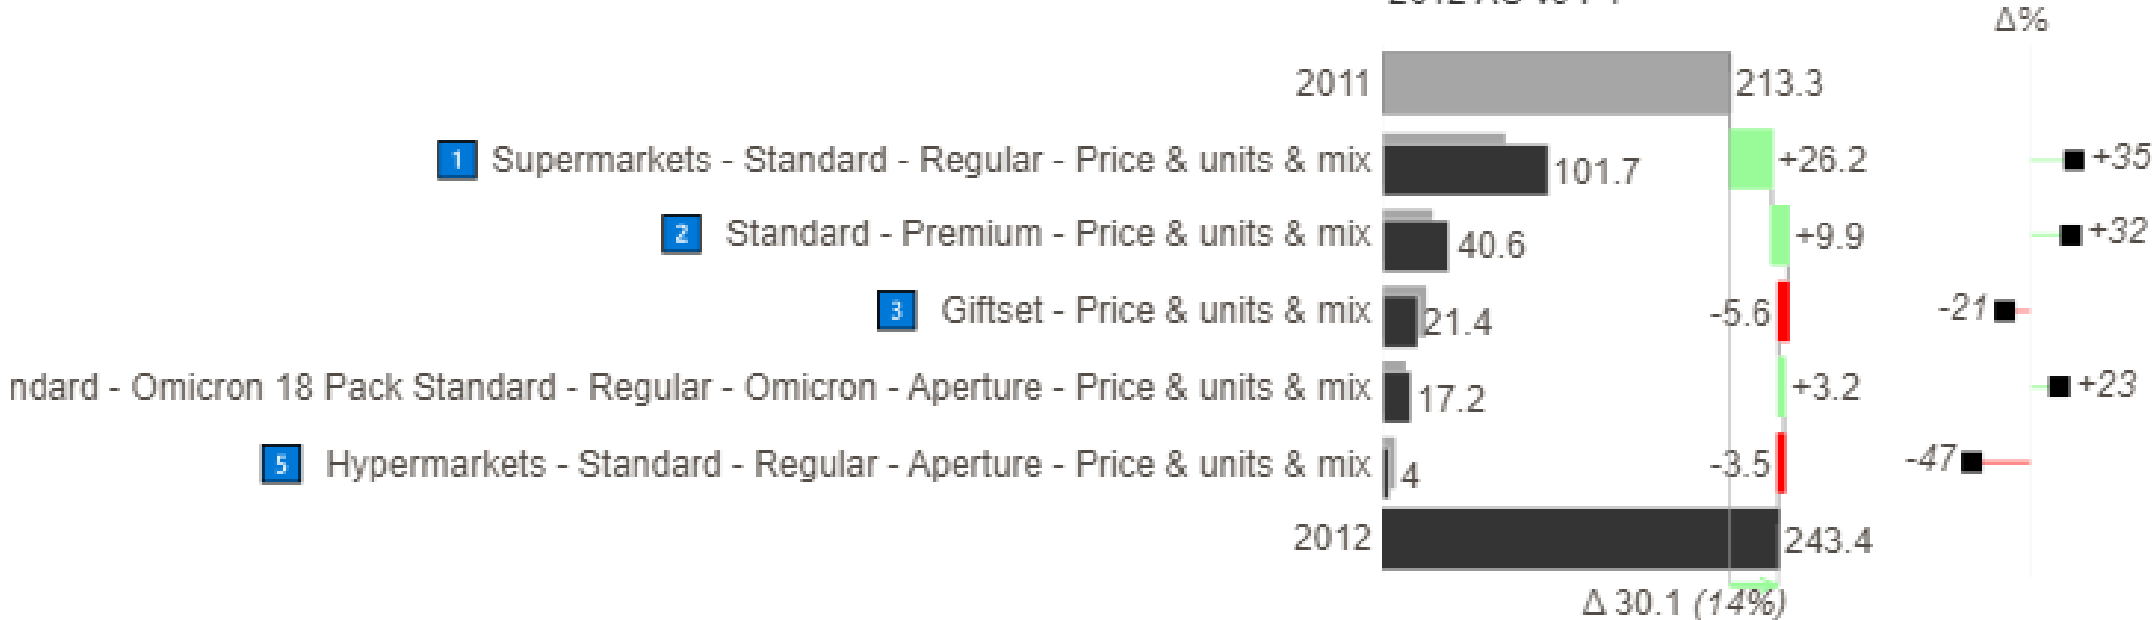 Δ%
2011 213.3
1 Supermarkets - Standard - Regular - Price & units & mix 101.7 +26.2 +35
2 Standard - Premium - Price & units & mix 40.6 +9.9 +32
3 Giftset - Price & units & mix 21.4 -5.6 -21
ndard - Omicron 18 Pack Standard - Regular - Omicron - Aperture - Price & units & mix 17.2 +3.2 +23
5 Hypermarkets - Standard - Regular - Aperture - Price & units & mix 4 -3.5 -47
2012 243.4
Δ 30.1 (14%)